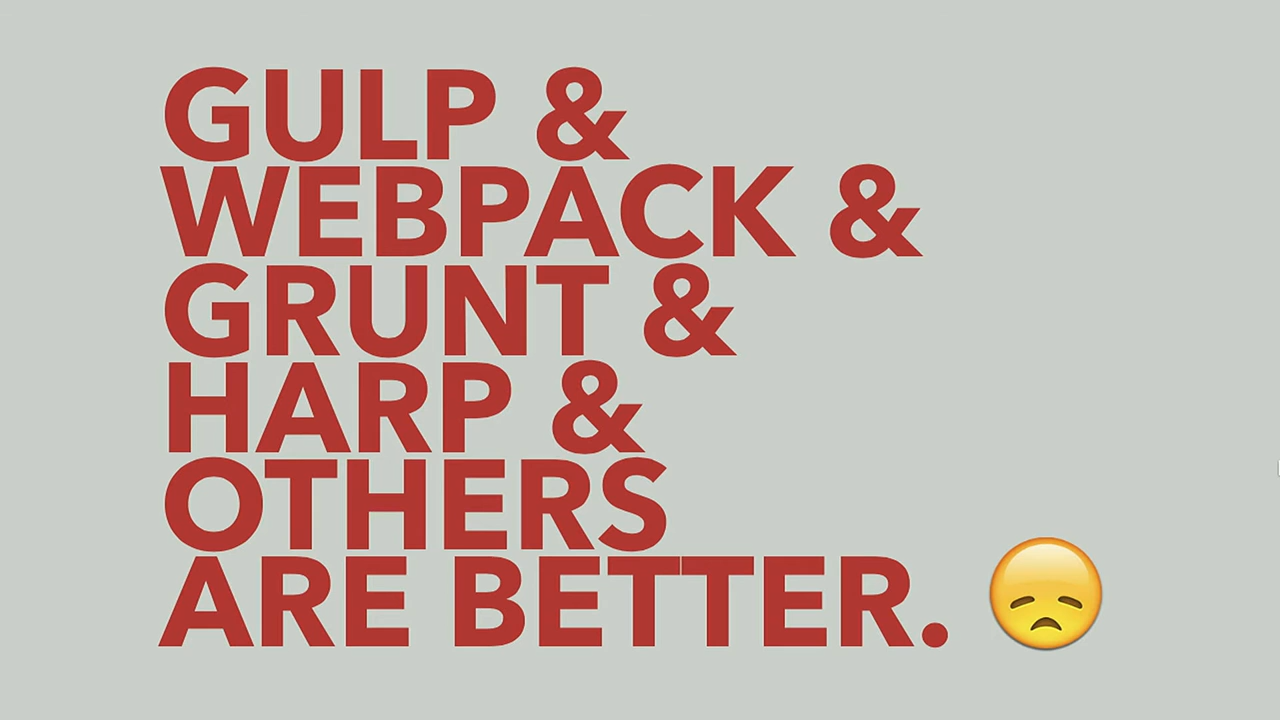 GULP &
WEBPACK &
GRUNT &
HARP &
OTHERS
ARE BETTER. 😞